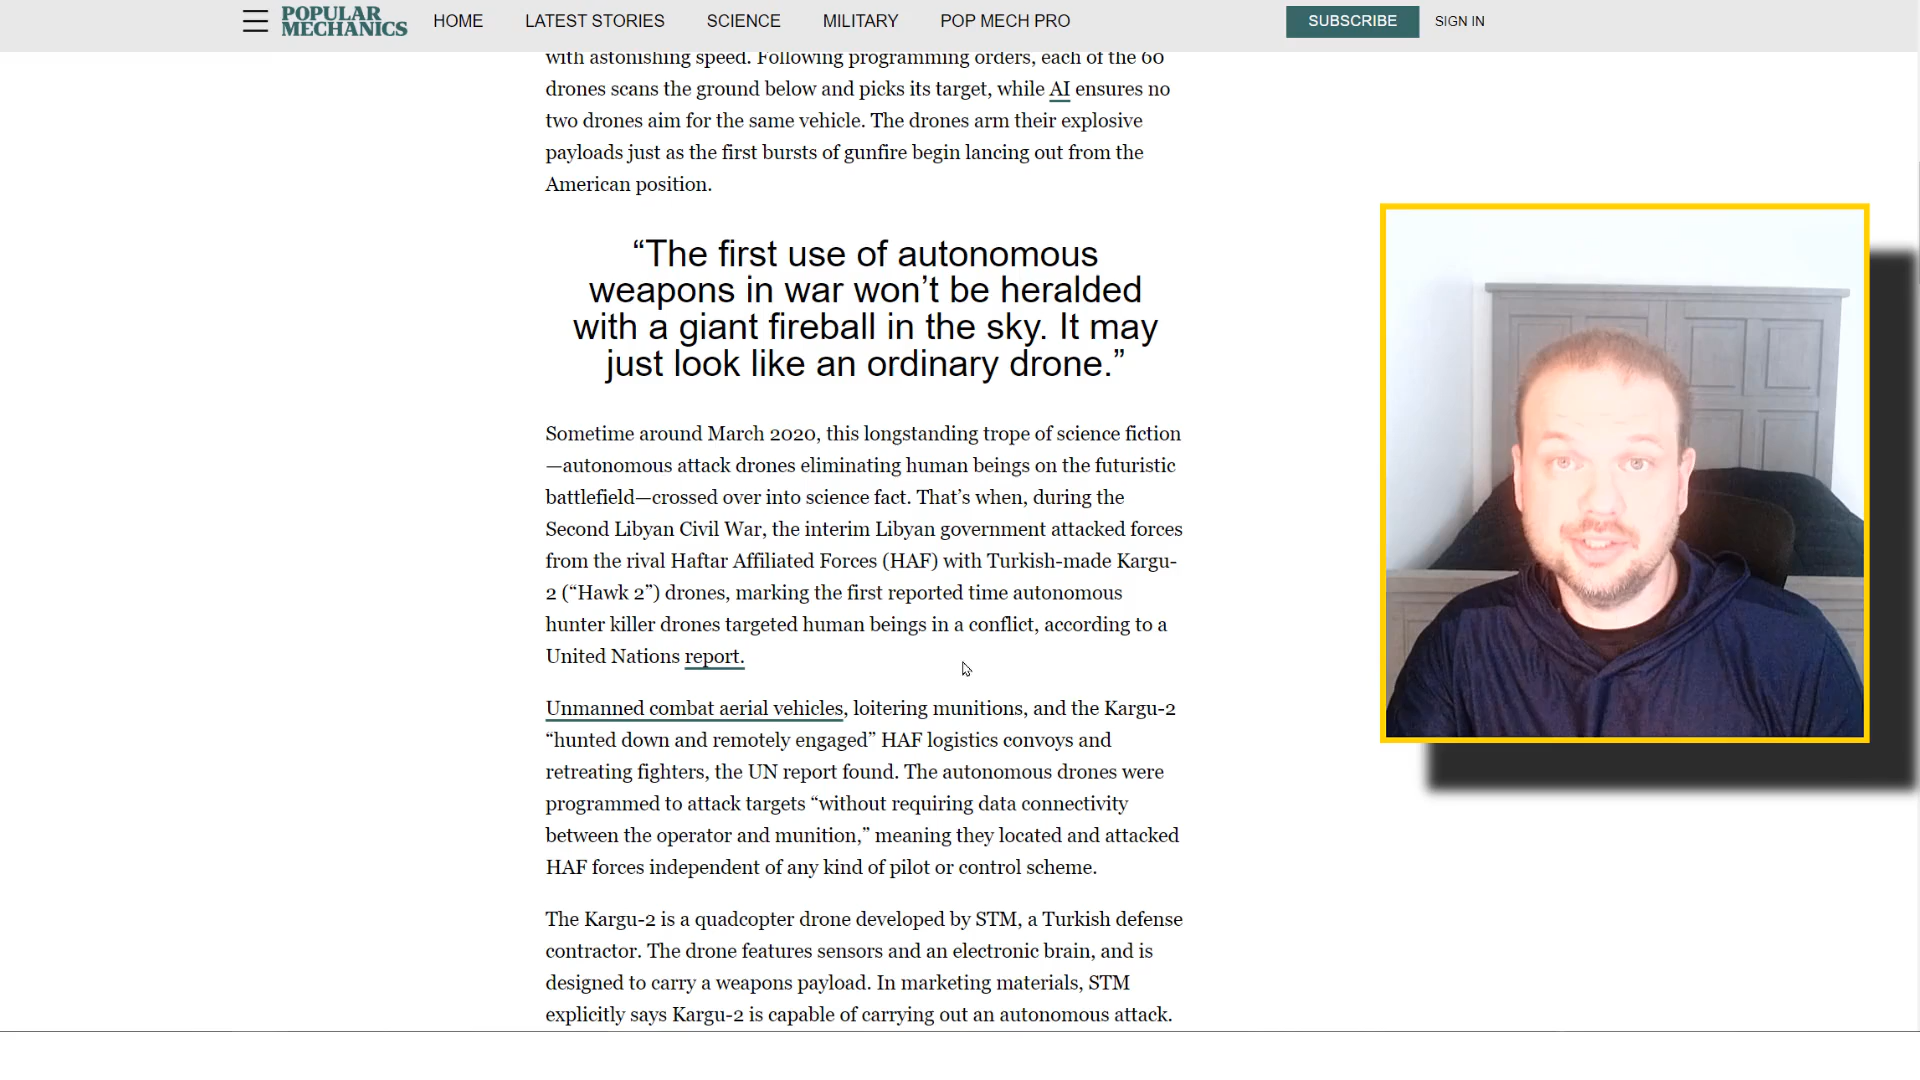 POPULAR
MECHANICS
HOME
LATEST STORIES
SCIENCE
MILITARY
POP MECH PRO
SUBSCRIBE
SIGN IN
with astonishing speed. Following programming orders, each of the 60
drones scans the ground below and picks its target, while AI ensures no
two drones aim for the same vehicle. The drones arm their explosive
payloads just as the first bursts of gunfire begin lancing out from the
American position.
“The first use of autonomous
weapons in war won’t be heralded
with a giant fireball in the sky. It may
just look like an ordinary drone.”
Sometime around March 2020, this longstanding trope of science fiction
—autonomous attack drones eliminating human beings on the futuristic
battlefield—crossed over into science fact. That’s when, during the
Second Libyan Civil War, the interim Libyan government attacked forces
from the rival Haftar Affiliated Forces (HAF) with Turkish-made Kargu-
2 (“Hawk 2”) drones, marking the first reported time autonomous
hunter killer drones targeted human beings in a conflict, according to a
United Nations report.
Unmanned combat aerial vehicles, loitering munitions, and the Kargu-2
“hunted down and remotely engaged” HAF logistics convoys and
retreating fighters, the UN report found. The autonomous drones were
programmed to attack targets “without requiring data connectivity
between the operator and munition,” meaning they located and attacked
HAF forces independent of any kind of pilot or control scheme.
The Kargu-2 is a quadcopter drone developed by STM, a Turkish defense
contractor. The drone features sensors and an electronic brain, and is
designed to carry a weapons payload. In marketing materials, STM
explicitly says Kargu-2 is capable of carrying out an autonomous attack.